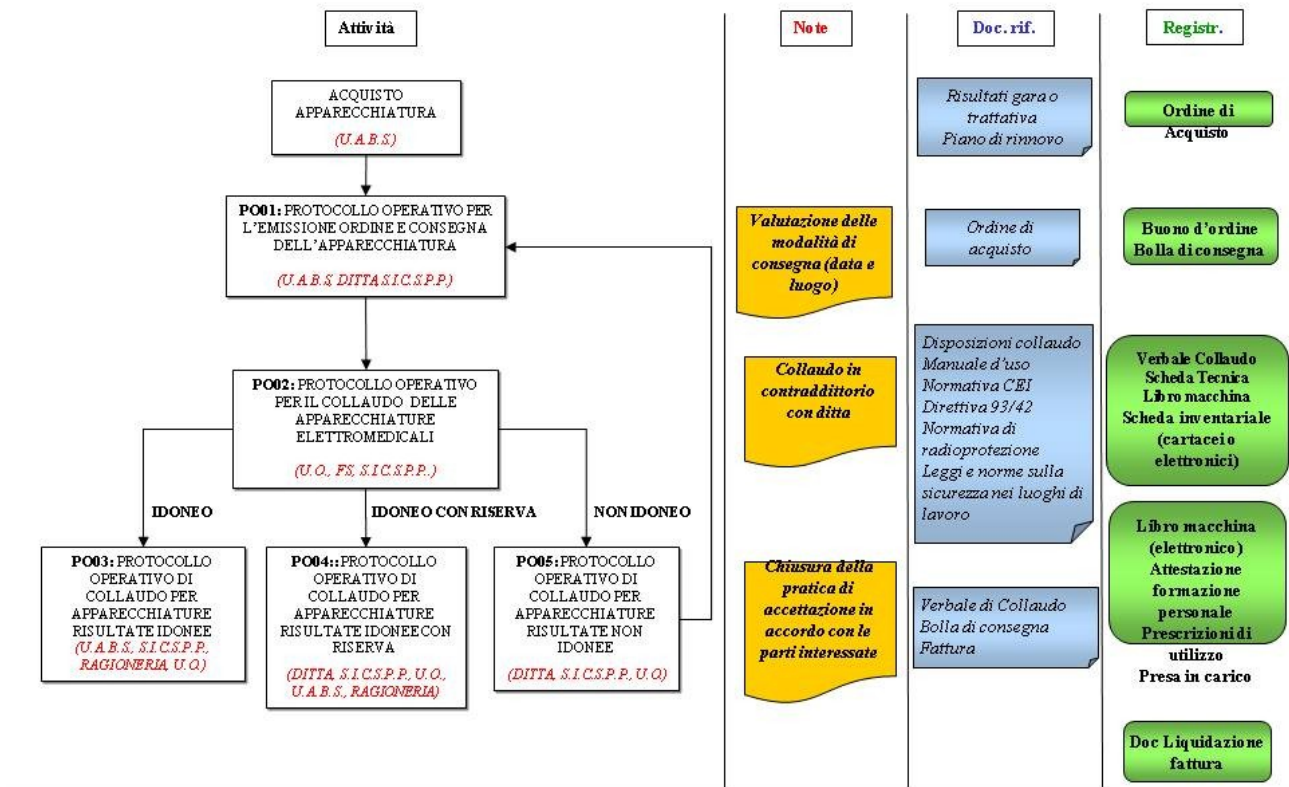 Attività
Note
Doc. rif.
Registr.
ACQUISTO
APPARECCHIATURA
(U.A.B.S.)
PO01: PROTOCOLLO OPERATIVO PER
L'EMISSIONE ORDINE E CONSEGNA
DELL'APPARECCHIATURA
(U.A.B.S, DITTA S.I.C.S.P.P.)
PO02: PROTOCOLLO OPERATIVO
PER IL COLLAUDO DELLE
APPARECCHIATURE
ELETTROMEDICALI
(U.O., FS, S.I.C.S.P.P..)
IDONEO
IDONEO CON RISERVA
NON IDONEO
PO03: PROTOCOLLO
OPERATIVO DI
COLLAUDO PER
APPARECCHIATURE
RISULTATE IDONEE
(U.A.B.S., S.I.C.S.P.P.,
RAGIONERIA, U.O.)
PO04:: PROTOCOLLO
OPERATIVO DI
COLLAUDO PER
APPARECCHIATURE
RISULTATE IDONEE CON
RISERVA
(DITTA, S.I.C.S.P.P., U.O.,
U.A.B.S., RAGIONERIA)
PO05: PROTOCOLLO
OPERATIVO DI
COLLAUDO PER
APPARECCHIATURE
RISULTATE NON
IDONEE
(DITTA, S.I.C.S.P.P., U.O.)
Valutazione delle
modalità di
consegna (data e
luogo)
Collaudo in
contraddittorio
con ditta
Chiusura della
pratica di
accettazione in
accordo con le
parti interessate
Risultati gara o
trattativa
Piano di rinnovo
Ordine di
acquisto
Disposizioni collaudo
Manuale d'uso
Normativa CEI
Direttiva 93/42
Normativa di
radioprotezione
Leggi e norme sulla
sicurezza nei luoghi di
lavoro
Verbale di Collaudo
Bolla di consegna
Fattura
Ordine di
Acquisto
Buono d'ordine
Bolla di consegna
Verbale Collaudo
Scheda Tecnica
Libro macchina
Scheda inventariale
(cartacei o
elettronici)
Libro macchina
(elettronico)
Attestazione
formazione
personale
Prescrizioni di
utilizzo
Presa in carico
Doc Liquidazione
fattura